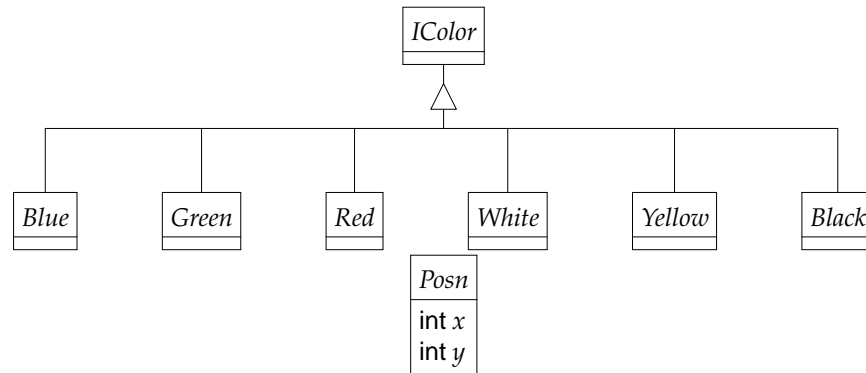 IColor
Blue
Green
Red
White
Yellow
Black
Posn
int x
int y